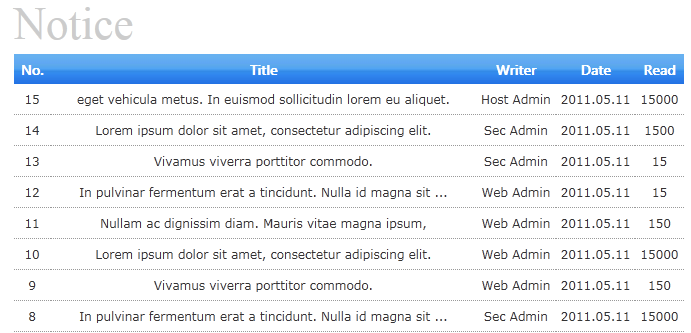 Notice
No. Title Writer Date Read
15 eget vehicula metus. In euismod sollicitudin lorem eu aliquet. Host Admin 2011.05.11 15000
14 Lorem ipsum dolor sit amet, consectetur adipiscing elit. Sec Admin 2011.05.11 1500
13 Vivamus viverra porttitor commodo. Sec Admin 2011.05.11 15
12 In pulvinar fermentum erat a tincidunt. Nulla id magna sit ... Web Admin 2011.05.11 15
11 Nullam ac dignissim diam. Mauris vitae magna ipsum, Web Admin 2011.05.11 150
10 Lorem ipsum dolor sit amet, consectetur adipiscing elit. Web Admin 2011.05.11 15000
9 Vivamus viverra porttitor commodo. Web Admin 2011.05.11 150
8 In pulvinar fermentum erat a tincidunt. Nulla id magna sit ... Sec Admin 2011.05.11 15000